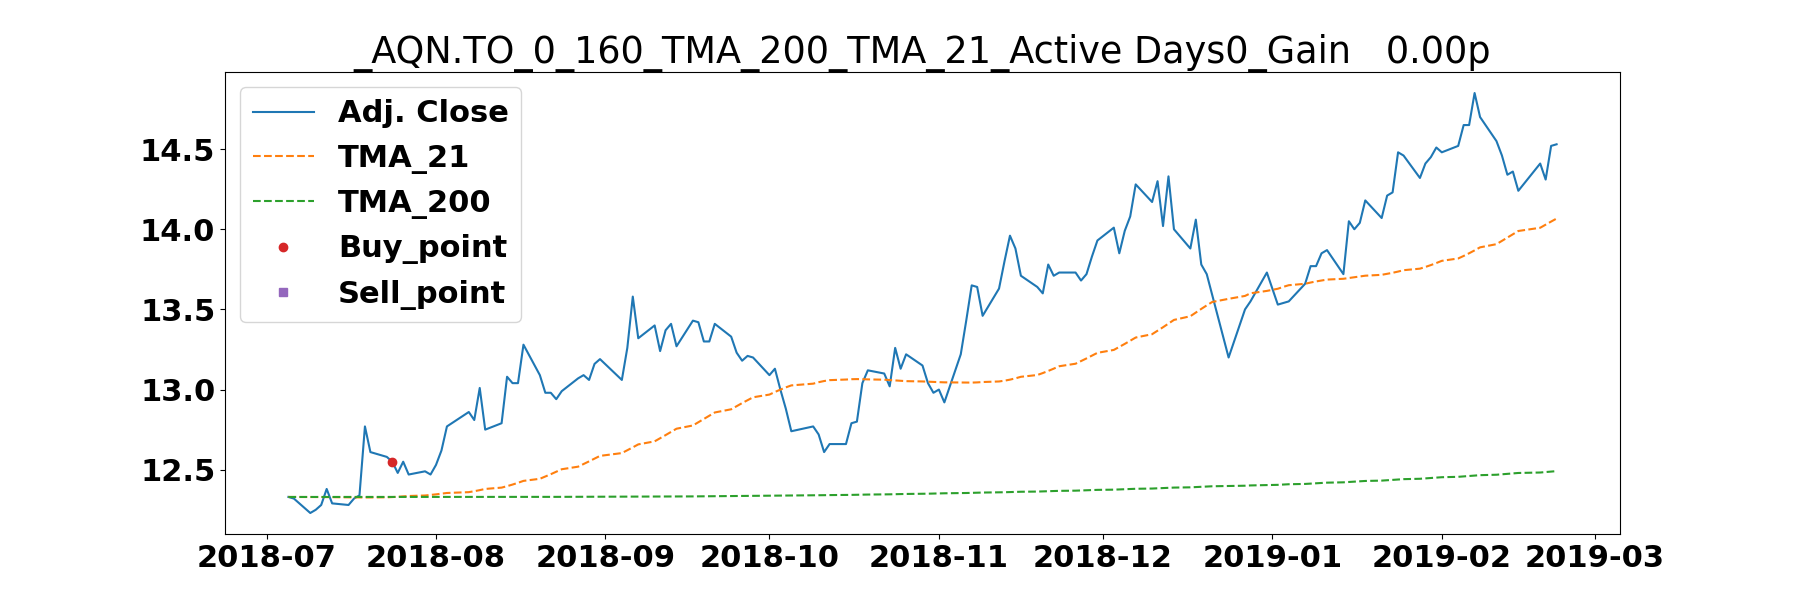 _AQN.TO_0_160_TMA_200_TMA_21_Active Days0_Gain   0.00p
Adj. Close
TMA_21
TMA_200
Buy_point
Sell_point
14.5
14.0
13.5
13.0
12.5
2018-07 2018-08 2018-09 2018-10 2018-11 2018-12 2019-01 2019-02 2019-03